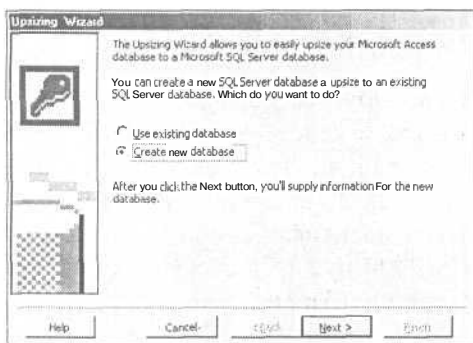 Upsizing Wizard
The Upsizing Wizard allows you to easily upsize your Microsoft Access
database to a Microsoft SQL Server database.
You can create a new SQL Server database a upsize to an existing
SQL Server database. Which do you want to do?
Use existing database
Create new database
After you click the Next button, you'll supply information For the new
database.
Help Cancel- < Back Next > Finish